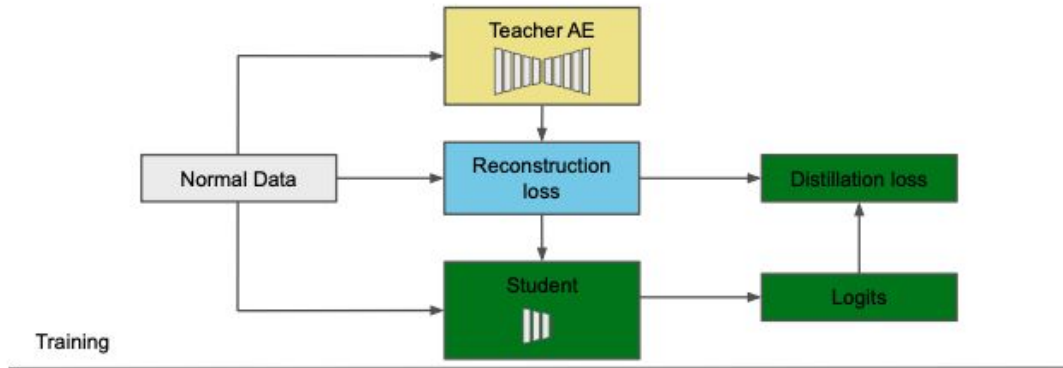 Teacher AE
Normal Data
Reconstruction
loss
Distillation loss
Student
Logits
Training